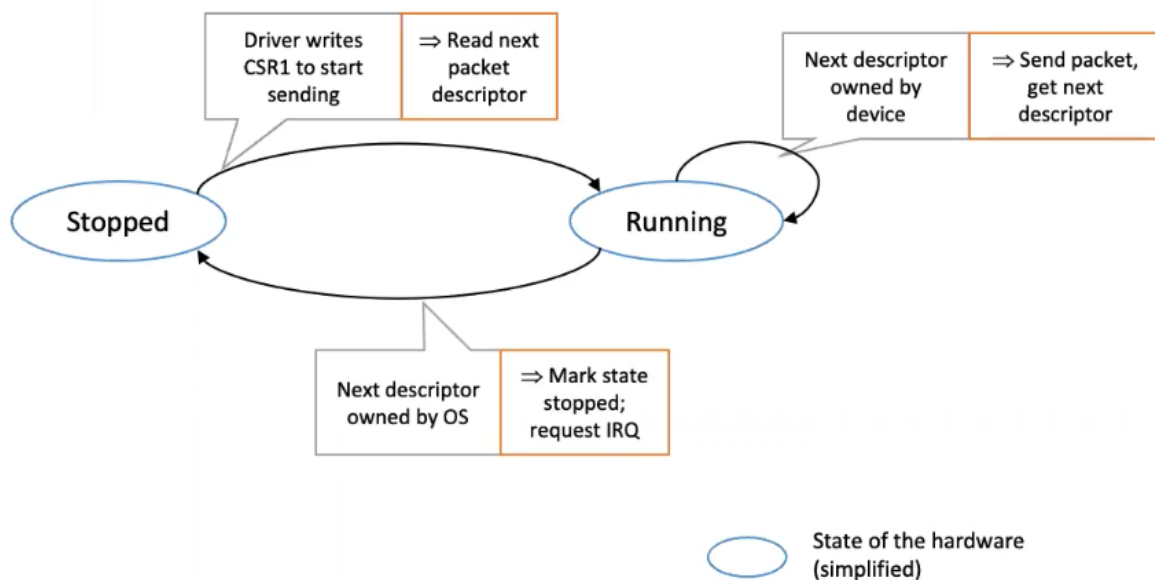 Driver writes
CSR1 to start
sending
⇒ Read next
packet
descriptor
Next descriptor
owned by
device
⇒ Send packet,
get next
descriptor
Stopped
Running
Next descriptor
owned by OS
⇒ Mark state
stopped;
request IRQ
State of the hardware
(simplified)